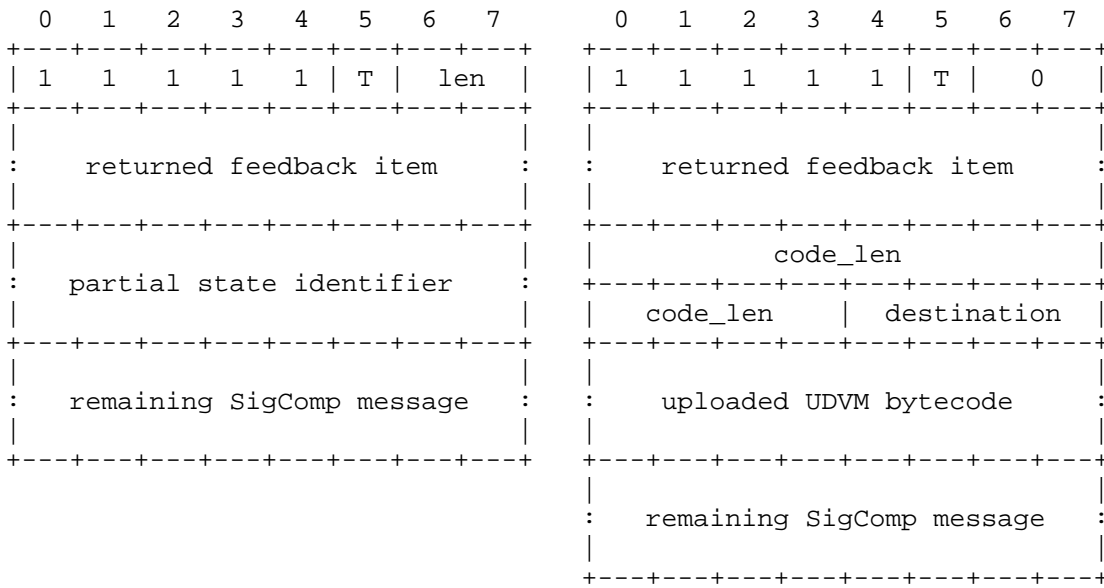 0   1   2   3   4   5   6   7       0   1   2   3   4   5   6   7
+---+---+---+---+---+---+---+---+   +---+---+---+---+---+---+---+---+
| 1   1   1   1   1 | T |  len  |   | 1   1   1   1   1 | T |   0   |
+---+---+---+---+---+---+---+---+   +---+---+---+---+---+---+---+---+
|                               |   |                               |
:    returned feedback item     :   :    returned feedback item     :
|                               |   |                               |
+---+---+---+---+---+---+---+---+   +---+---+---+---+---+---+---+---+
|                               |   |           code_len            |
:   partial state identifier    :   +---+---+---+---+---+---+---+---+
|                               |   |   code_len    |  destination  |
+---+---+---+---+---+---+---+---+   +---+---+---+---+---+---+---+---+
|                               |   |                               |
:   remaining SigComp message   :   :    uploaded UDVM bytecode     :
|                               |   |                               |
+---+---+---+---+---+---+---+---+   +---+---+---+---+---+---+---+---+
                                    |                               |
                                    :   remaining SigComp message   :
                                    |                               |
                                    +---+---+---+---+---+---+---+---+